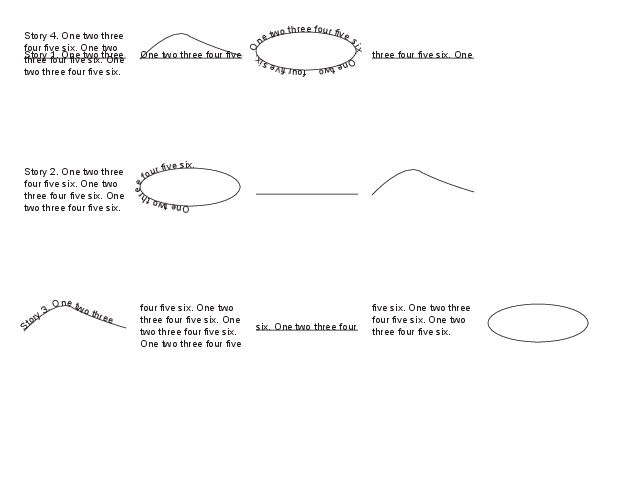 Story 4. One two three
four five six. One two
Story 1. One two three
three four five six. One
two three four five six.
One two three four five
One two three four five six
One two four five six
three four five six. One
Story 2. One two three
four five six. One two
three four five six. One
two three four five six.
One two three four five six.
Story 3. One two three
four five six. One two
three four five six. One
two three four five six.
One two three four five
six. One two three four
five six. One two three
four five six. One two
three four five six.